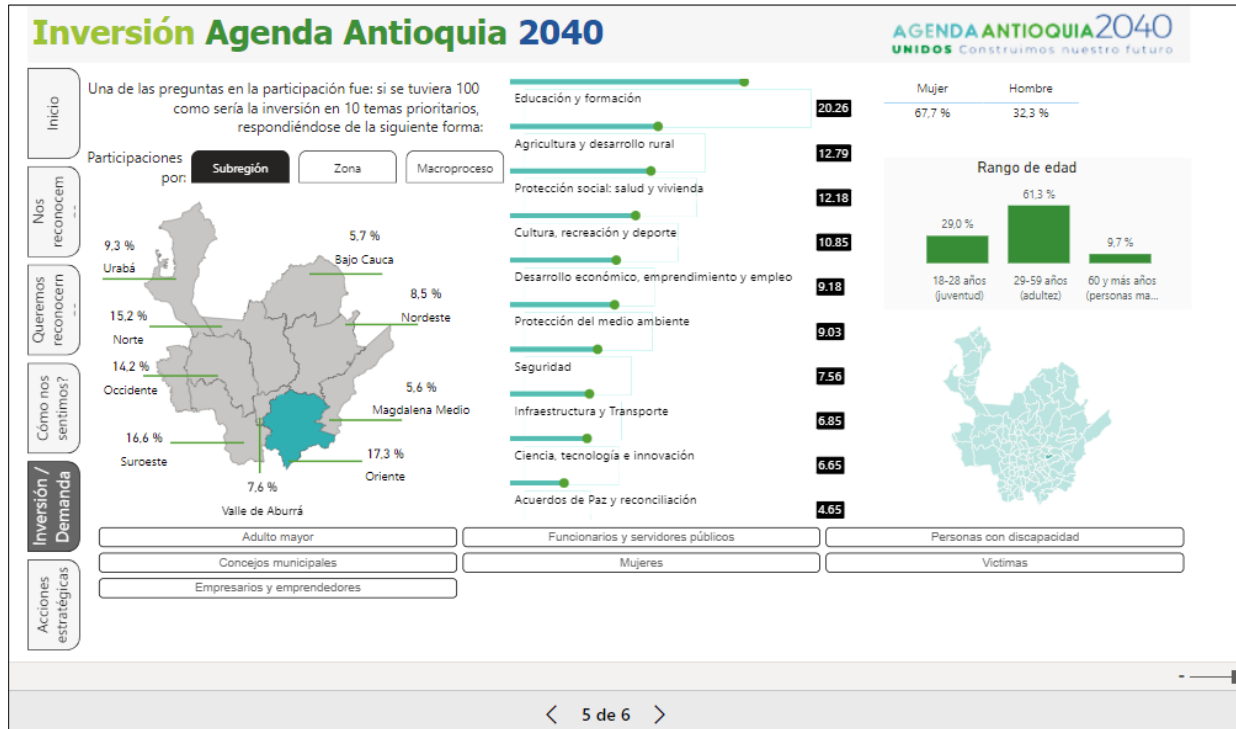 Inversión Agenda Antioquia 2040
AGENDA ANTIOQUIA 2040
UNIDOS Construimos nuestro futuro
Inicio
Nos
reconocem
...
Queremos
reconocern
...
Cómo nos
sentimos?
Inversión /
Demanda
Acciones
estratégicas
Una de las preguntas en la participación fue: si se tuviera 100
como sería la inversión en 10 temas prioritarios,
respondiéndose de la siguiente forma:
Participaciones
por:
Subregión
Zona
Macroproceso
9.3 %
Urabá
5.7 %
Bajo Cauca
8,5 %
Nordeste
15,2 %
Norte
14,2 %
Occidente
5,6 %
Magdalena Medio
16,6 %
Suroeste
17,3 %
Oriente
7,6 %
Valle de Aburrá
Educación y formación
20.26
Agricultura y desarrollo rural
12.79
Protección social: salud y vivienda
12.18
Cultura, recreación y deporte
10.85
Desarrollo económico, emprendimiento y empleo
9.18
Protección del medio ambiente
9.03
Seguridad
7.56
Infraestructura y Transporte
6.85
Ciencia, tecnología e innovación
6.65
Acuerdos de Paz y reconciliación
4.65
Mujer Hombre
67,7 % 32,3 %
Rango de edad
29,0 %
61,3 %
9,7 %
18-28 años
(juventud)
29-59 años
(adultez)
60 y más años
(personas ma...
Adulto mayor
Funcionarios y servidores públicos
Personas con discapacidad
Concejos municipales
Mujeres
Victimas
Empresarios y emprendedores
< 5 de 6 >
-